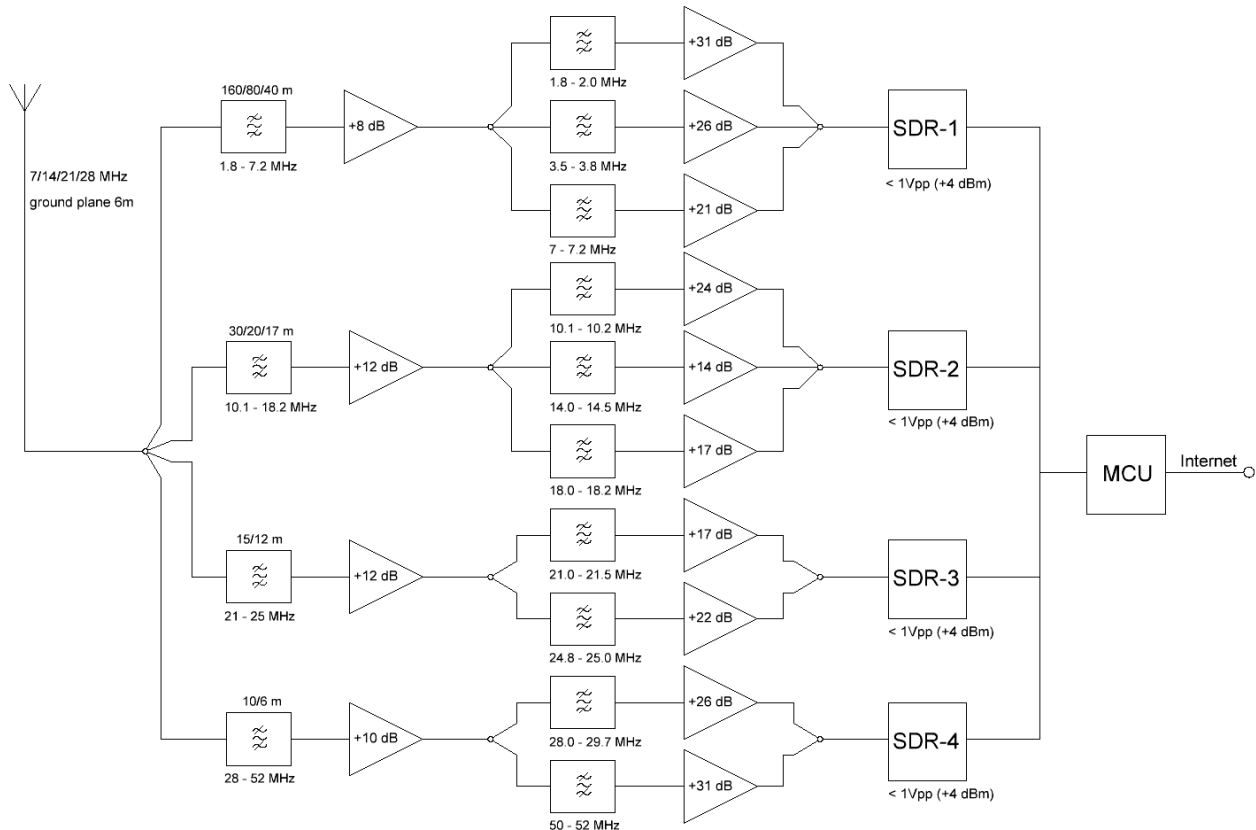 7/14/21/28 MHz
ground plane 6m
160/80/40 m
1.8 - 7.2 MHz
+8 dB
1.8 - 2.0 MHz
+31 dB
3.5 - 3.8 MHz
+26 dB
7 - 7.2 MHz
+21 dB
SDR-1
< 1Vpp (+4 dBm)
30/20/17 m
10.1 - 18.2 MHz
+12 dB
10.1 - 10.2 MHz
+24 dB
14.0 - 14.5 MHz
+14 dB
18.0 - 18.2 MHz
+17 dB
SDR-2
< 1Vpp (+4 dBm)
15/12 m
21 - 25 MHz
+12 dB
21.0 - 21.5 MHz
+17 dB
24.8 - 25.0 MHz
+22 dB
SDR-3
< 1Vpp (+4 dBm)
10/6 m
28 - 52 MHz
+10 dB
28.0 - 29.7 MHz
+26 dB
50 - 52 MHz
+31 dB
SDR-4
< 1Vpp (+4 dBm)
MCU
Internet